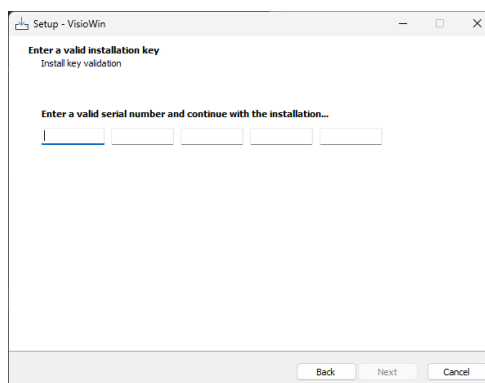 Setup - VisioWin
Enter a valid installation key
Install key validation
Enter a valid serial number and continue with the installation...
Back Next Cancel